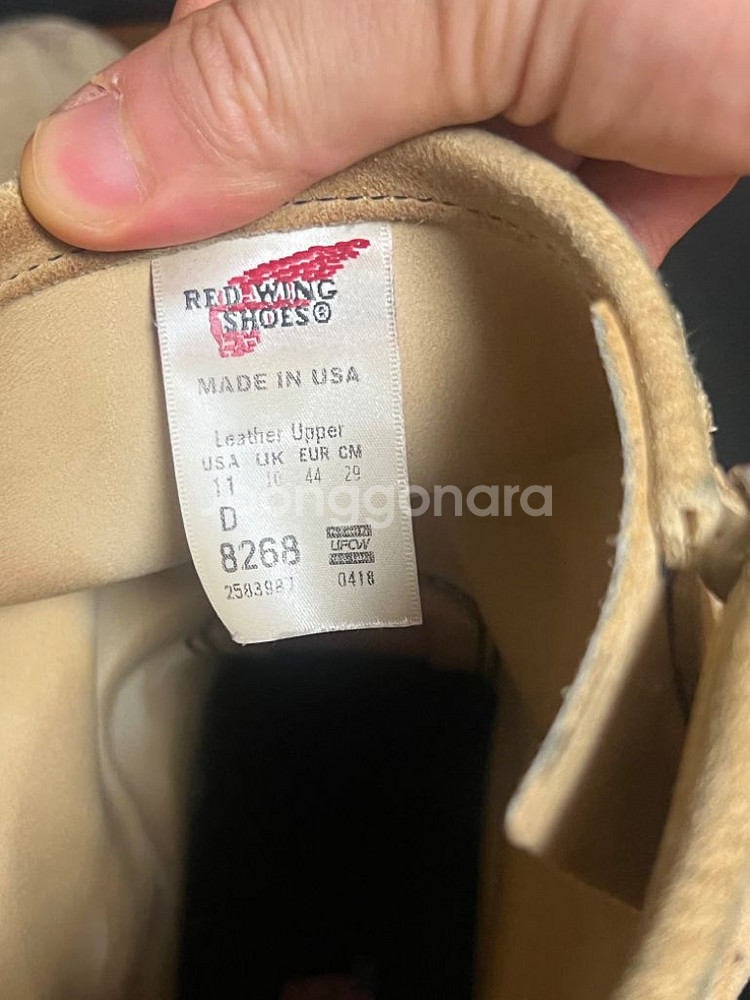 RED WING
SHOES®
MADE IN USA
Leather Upper
USA UK EUR CM
11 10 44 29
Joonggonara
D
8268
UFCW
2583987 0418